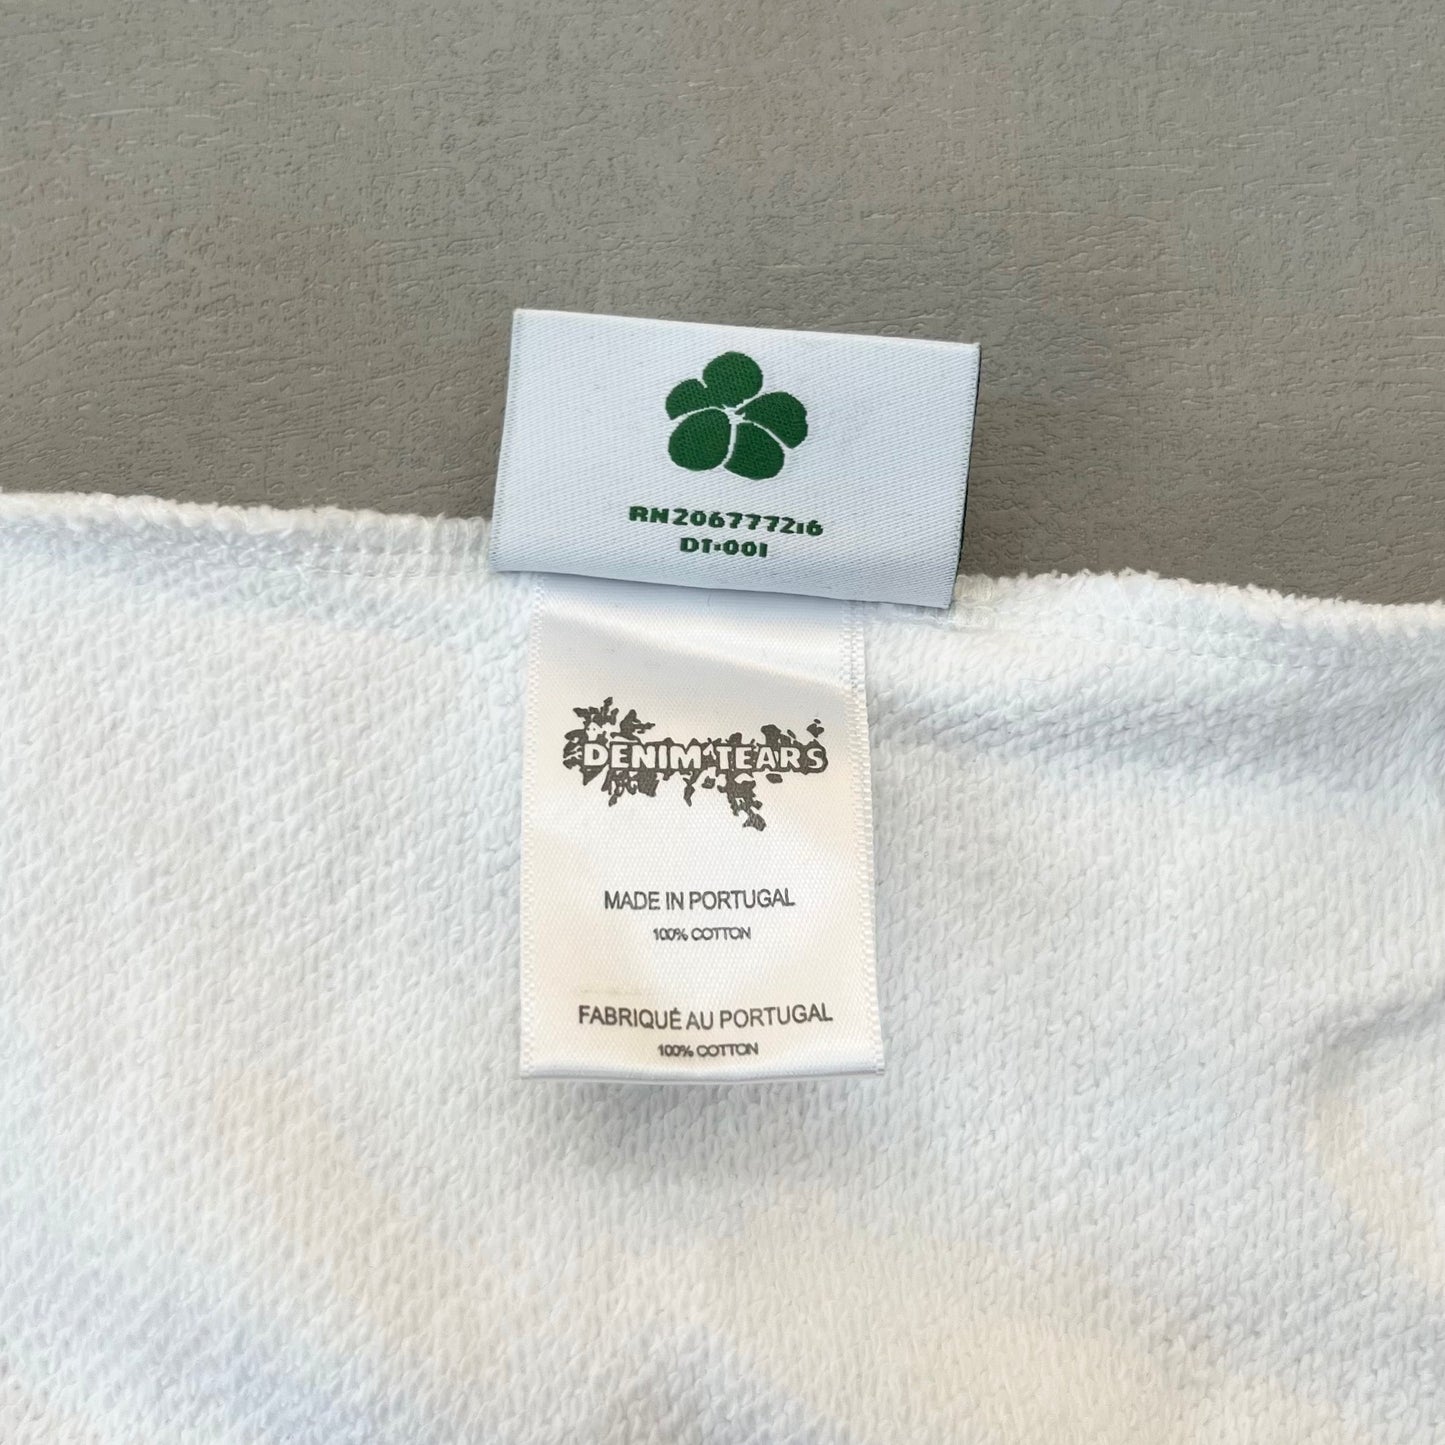 RN206777216
DT-001
DENIM TEARS
MADE IN PORTUGAL
100% COTTON
FABRIQUÉ AU PORTUGAL
100% COTTON